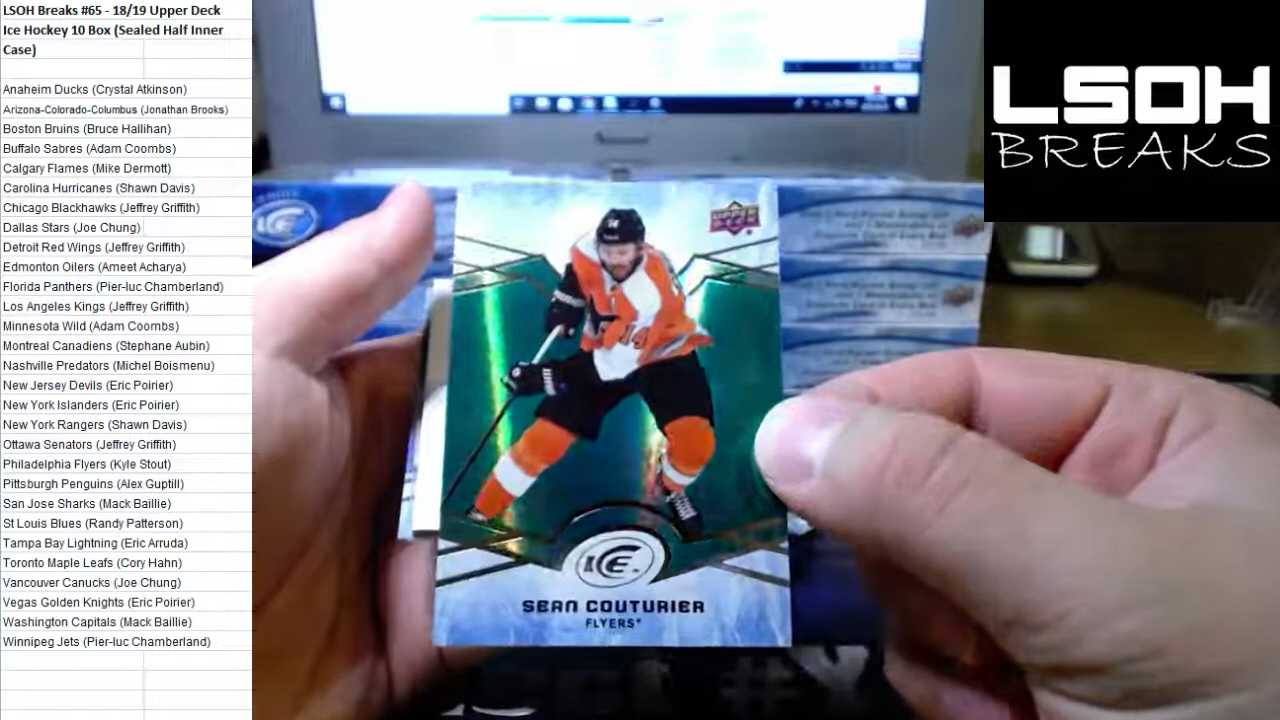 LSOH Breaks #65 - 18/19 Upper Deck
Ice Hockey 10 Box (Sealed Half Inner
Case)
Anaheim Ducks (Crystal Atkinson)
Arizona-Colorado-Columbus (Jonathan Brooks)
Boston Bruins (Bruce Hallihan)
Buffalo Sabres (Adam Coombs)
Calgary Flames (Mike Dermott)
Carolina Hurricanes (Shawn Davis)
Chicago Blackhawks (Jeffrey Griffith)
Dallas Stars (Joe Chung)
Detroit Red Wings (Jeffrey Griffith)
Edmonton Oilers (Ameet Acharya)
Florida Panthers (Pier-luc Chamberland)
Los Angeles Kings (Jeffrey Griffith)
Minnesota Wild (Adam Coombs)
Montreal Canadiens (Stephane Aubin)
Nashville Predators (Michel Boismenu)
New Jersey Devils (Eric Poirier)
New York Islanders (Eric Poirier)
New York Rangers (Shawn Davis)
Ottawa Senators (Jeffrey Griffith)
Philadelphia Flyers (Kyle Stout)
Pittsburgh Penguins (Alex Guptill)
San Jose Sharks (Mack Baillie)
St Louis Blues (Randy Patterson)
Tampa Bay Lightning (Eric Arruda)
Toronto Maple Leafs (Cory Hahn)
Vancouver Canucks (Joe Chung)
Vegas Golden Knights (Eric Poirier)
Washington Capitals (Mack Baillie)
Winnipeg Jets (Pier-luc Chamberland)
LSOH
BREAKS
UPPER
DECK
ICE
14
ICE
SEAN COUTURIER
FLYERS